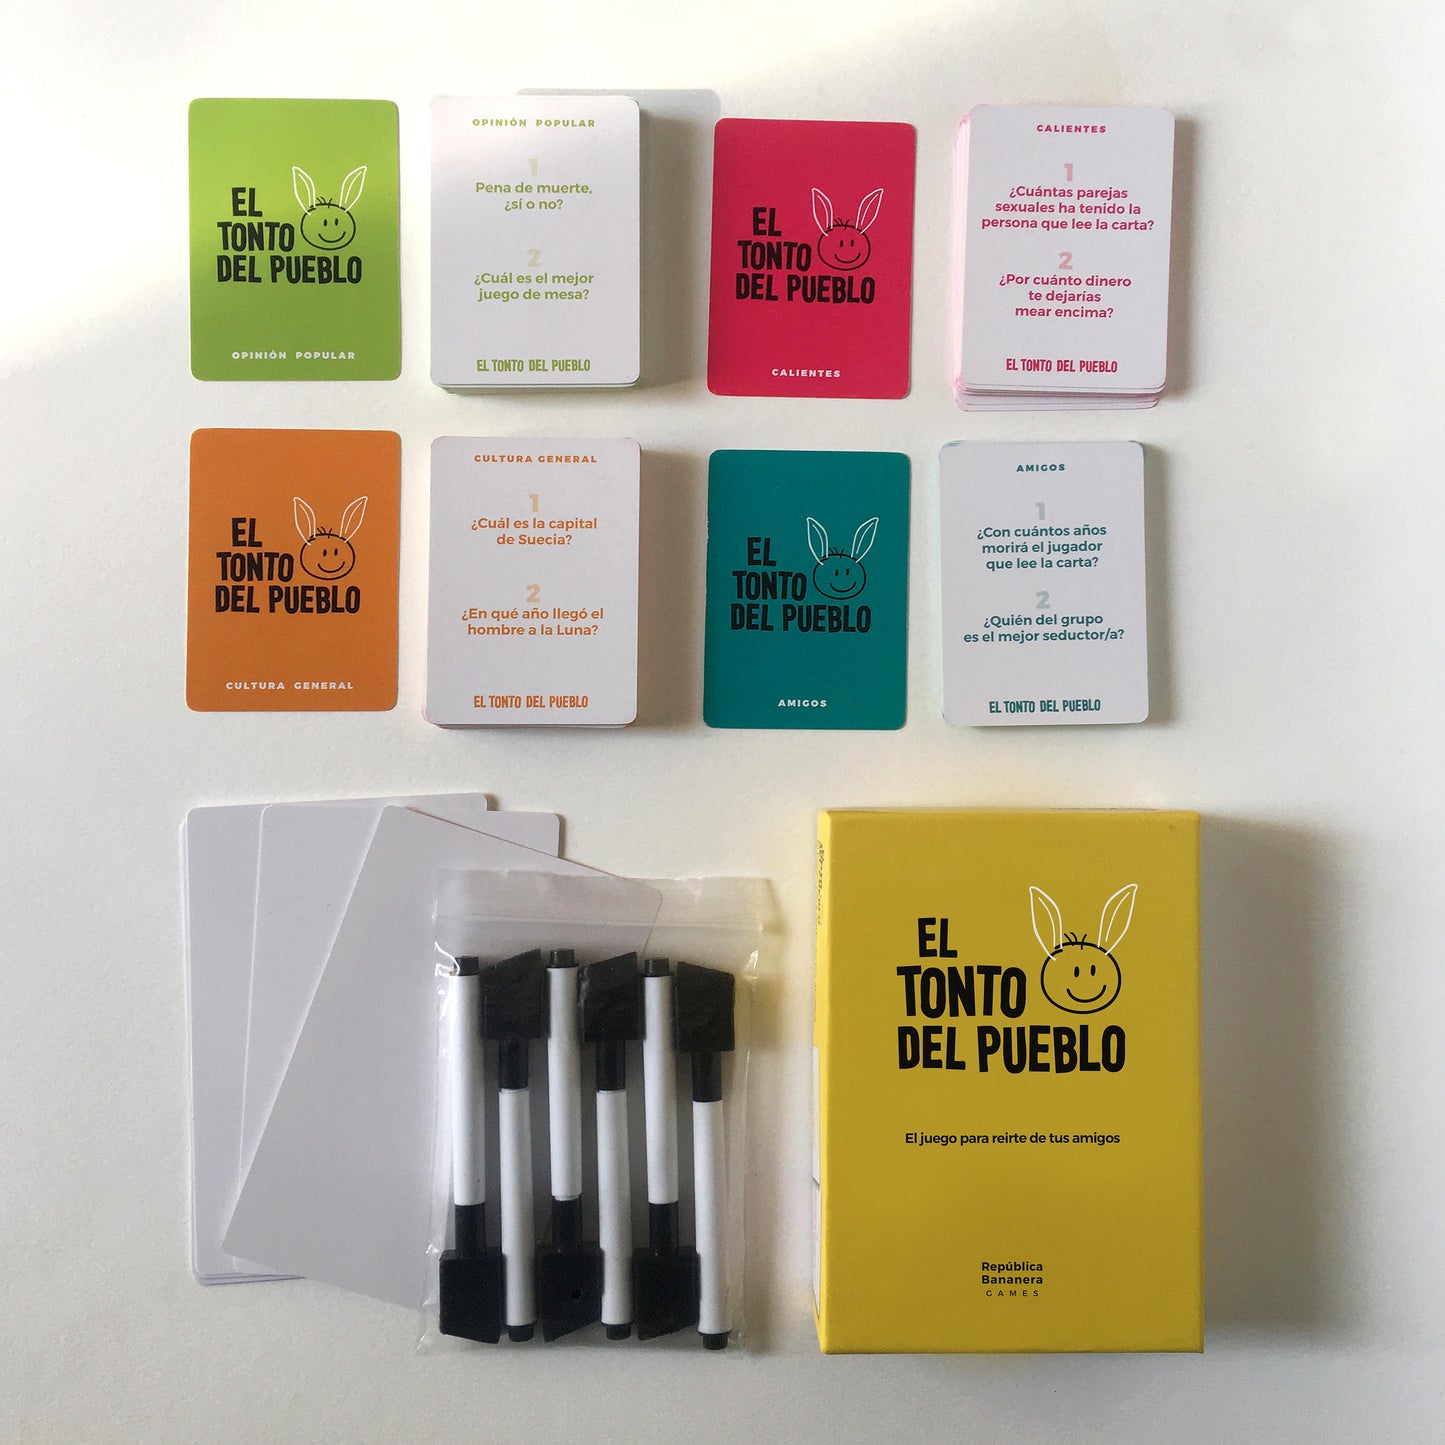 EL
TONTO
DEL PUEBLO
OPINIÓN POPULAR
OPINIÓN POPULAR
1
Pena de muerte,
¿sí o no?
2
¿Cuál es el mejor
juego de mesa?
EL TONTO DEL PUEBLO
EL
TONTO
DEL PUEBLO
CALIENTES
CALIENTES
1
¿Cuántas parejas
sexuales ha tenido la
persona que lee la carta?
2
¿Por cuánto dinero
te dejarías
mear encima?
EL TONTO DEL PUEBLO
EL
TONTO
DEL PUEBLO
CULTURA GENERAL
CULTURA GENERAL
1
¿Cuál es la capital
de Suecia?
2
¿En qué año llegó el
hombre a la Luna?
EL TONTO DEL PUEBLO
EL
TONTO
DEL PUEBLO
AMIGOS
AMIGOS
1
¿Con cuántos años
morirá el jugador
que lee la carta?
2
¿Quién del grupo
es el mejor seductor/a?
EL TONTO DEL PUEBLO
EL
TONTO
DEL PUEBLO
El juego para reirte de tus amigos
República
Bananera
GAMES